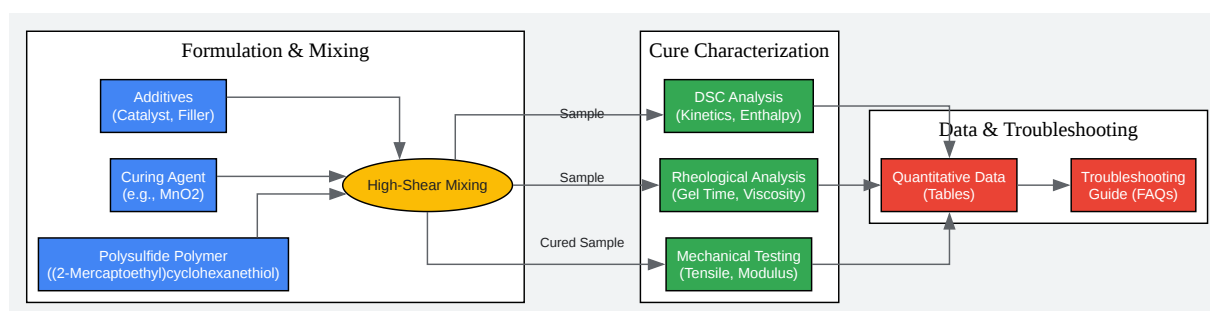 Formulation & Mixing
Additives
(Catalyst, Filler)
Curing Agent
(e.g., MnO2)
Polysulfide Polymer
((2-Mercaptoethyl)cyclohexanethiol)
High-Shear Mixing
Sample
Sample
Cured Sample
Cure Characterization
DSC Analysis
(Kinetics, Enthalpy)
Rheological Analysis
(Gel Time, Viscosity)
Mechanical Testing
(Tensile, Modulus)
Data & Troubleshooting
Quantitative Data
(Tables)
Troubleshooting
Guide (FAQs)